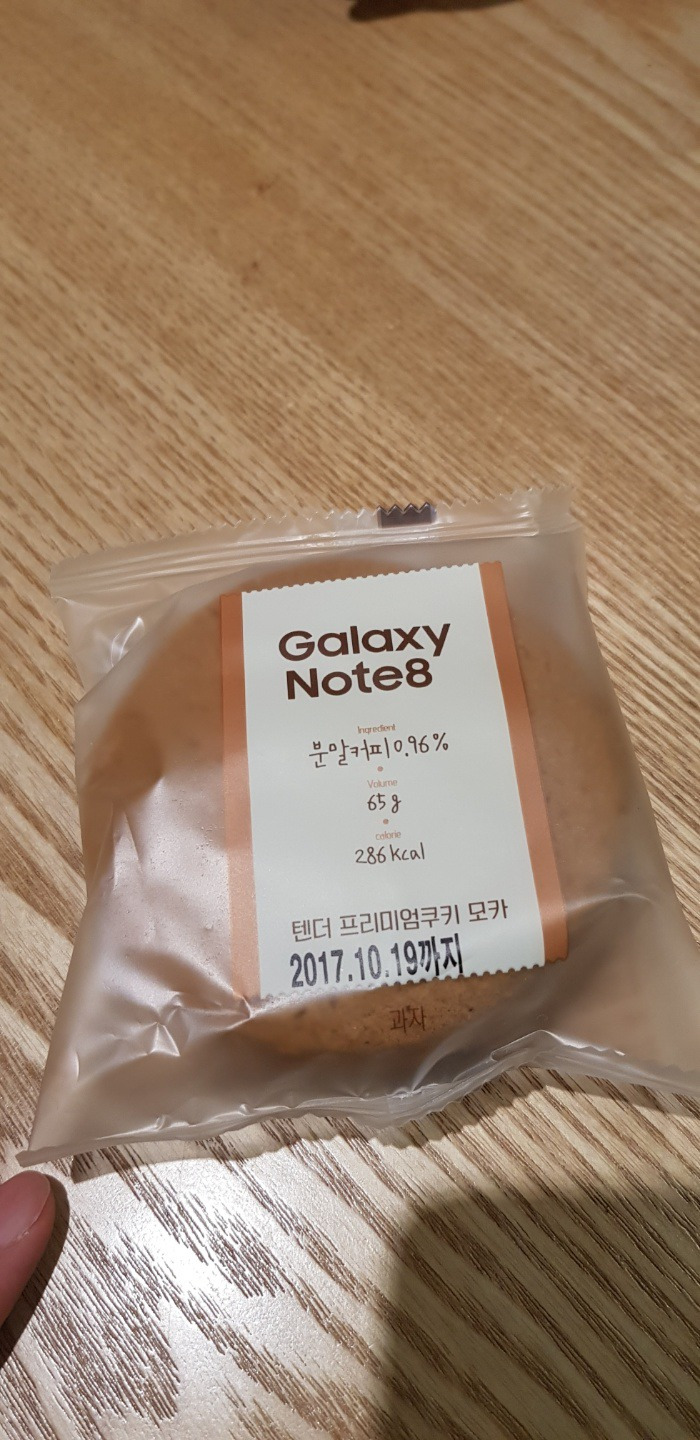 Galaxy
Note8
Ingredient
분말커피 0.96%
Volume
65g
calorie
286 kcal
텐더 프리미엄쿠키 모카
2017.10.19까지
과자